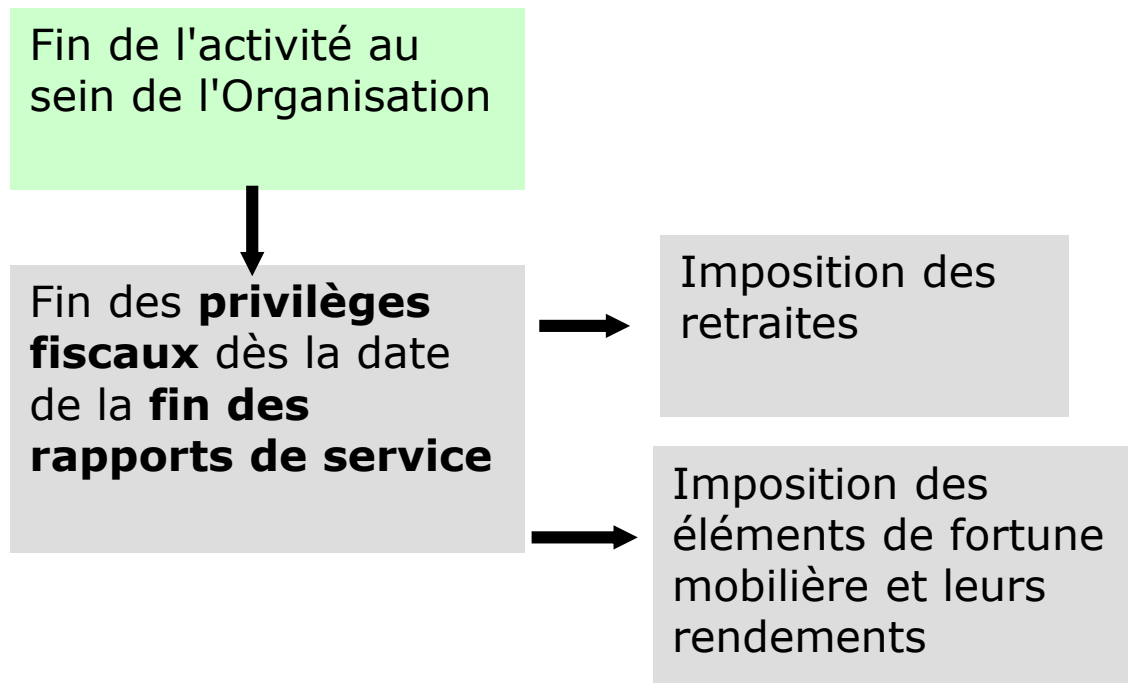 Fin de l'activité au
sein de l'Organisation
Fin des privilèges
fiscaux dès la date
de la fin des
rapports de service
Imposition des
retraites
Imposition des
éléments de fortune
mobilière et leurs
rendements